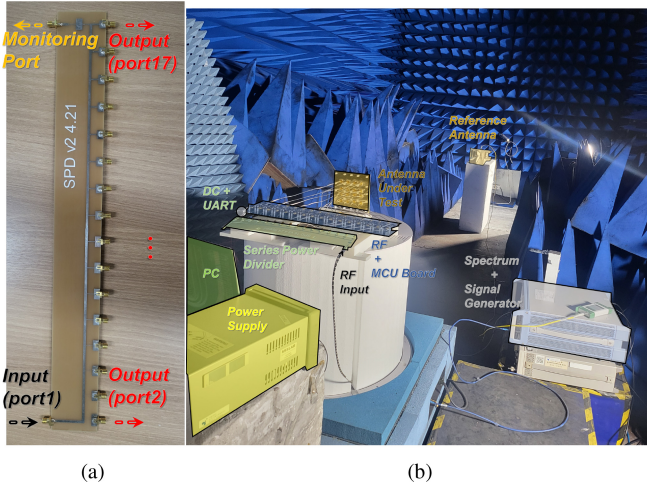 Monitoring
Port
Output
(port17)
SPD v2 4.21
Input
(port1)
Output
(port2)
Reference
Antenna
Antenna
Under
Test
DC +
UART
Series Power
Divider
RF
+
MCU Board
RF
Input
PC
Power
Supply
Spectrum
+
Signal
Generator
(a)
(b)